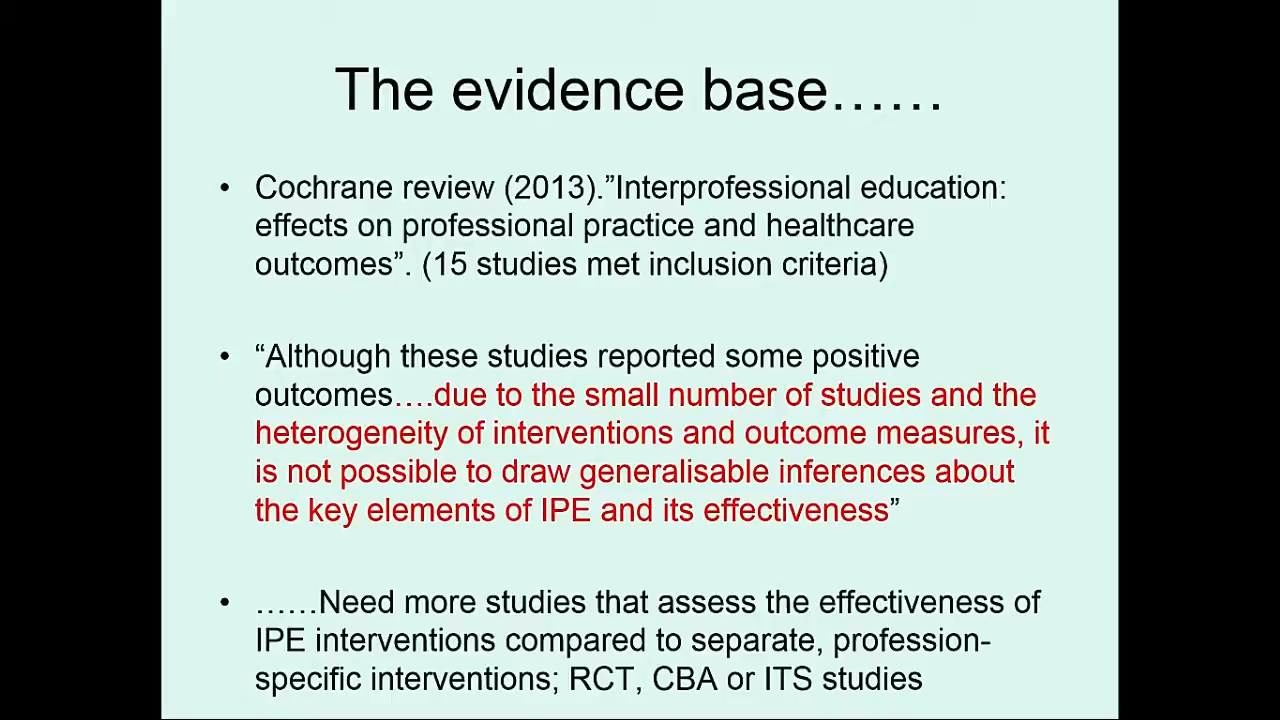 The evidence base……
• Cochrane review (2013).”Interprofessional education:
effects on professional practice and healthcare
outcomes”. (15 studies met inclusion criteria)
• “Although these studies reported some positive
outcomes….due to the small number of studies and the
heterogeneity of interventions and outcome measures, it
is not possible to draw generalisable inferences about
the key elements of IPE and its effectiveness”
• ……Need more studies that assess the effectiveness of
IPE interventions compared to separate, profession-
specific interventions; RCT, CBA or ITS studies